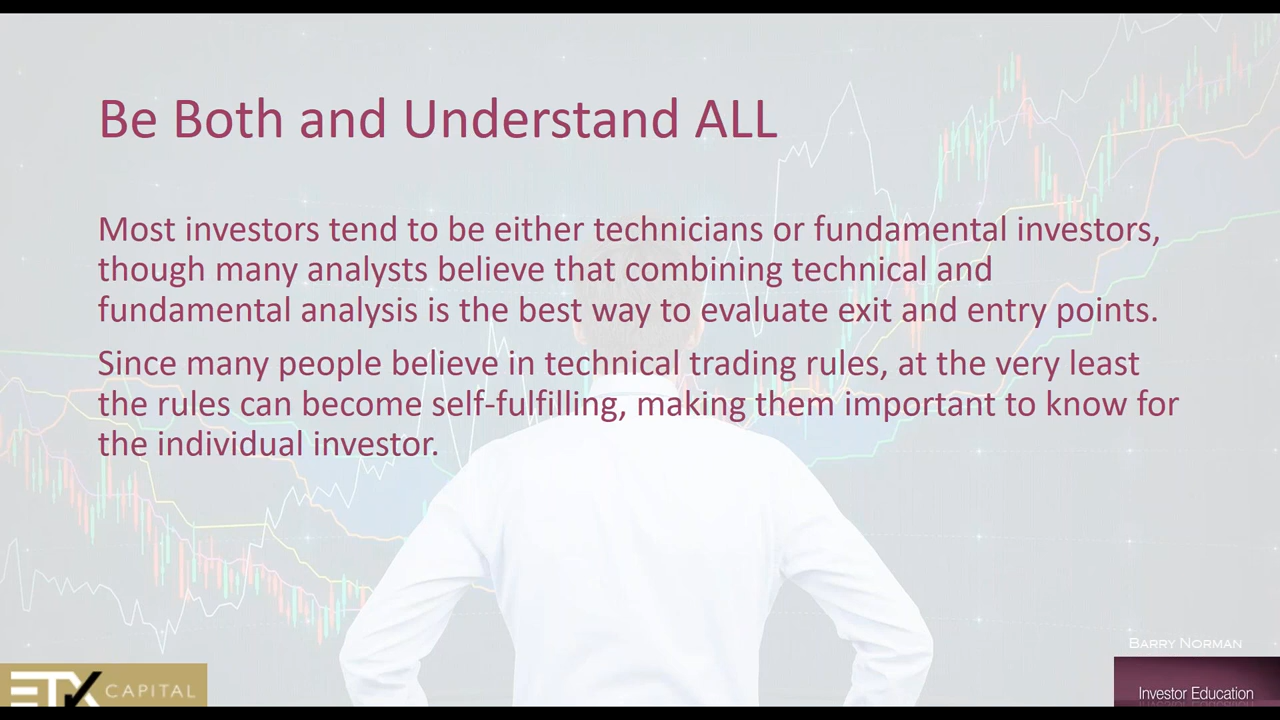 Be Both and Understand ALL
Most investors tend to be either technicians or fundamental investors,
though many analysts believe that combining technical and
fundamental analysis is the best way to evaluate exit and entry points.
Since many people believe in technical trading rules, at the very least
the rules can become self-fulfilling, making them important to know for
the individual investor.
Barry Norman
ETX CAPITAL
Investor Education